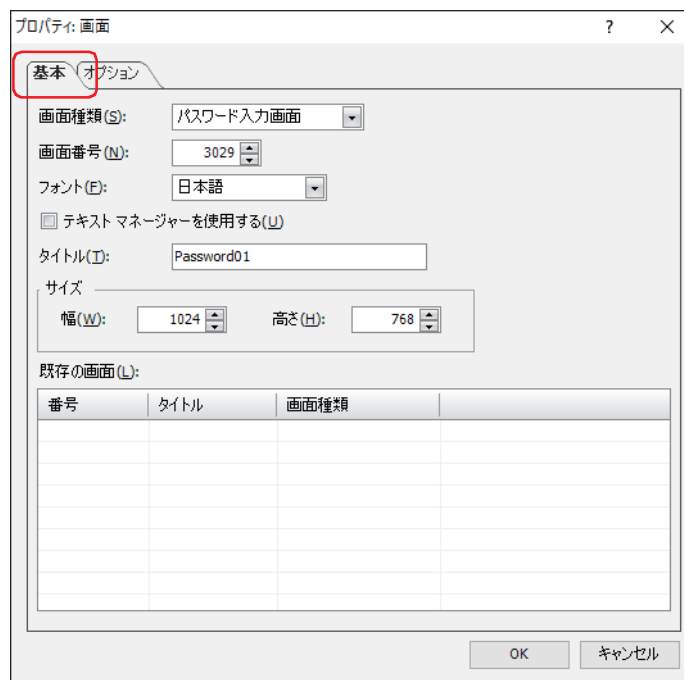 プロパティ: 画面 ?
基本 オプション
画面種類(S): パスワード入力画面
画面番号(N): 3029
フォント(F): 日本語
テキスト マネージャーを使用する(U)
タイトル(T): Password01
サイズ
幅(W): 1024 高さ(H): 768
既存の画面(L):
番号 タイトル 画面種類
OK キャンセル